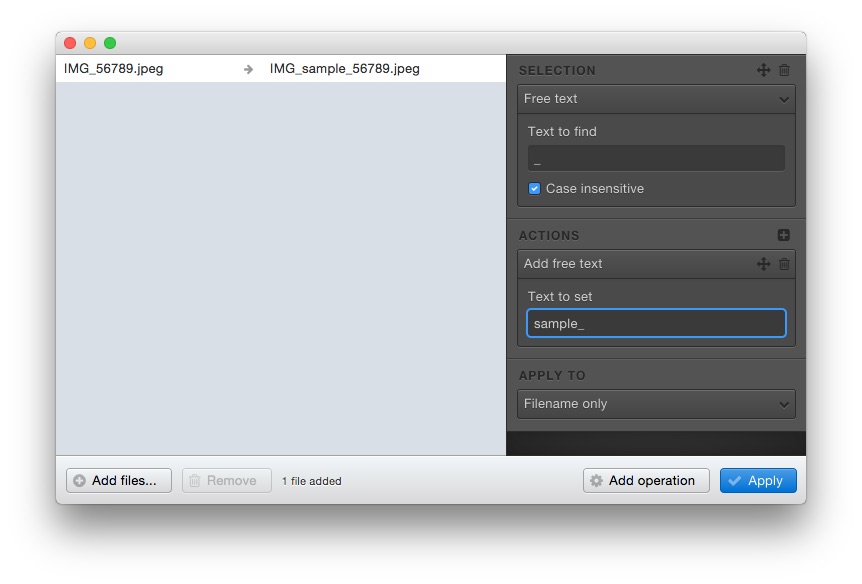 IMG_56789.jpeg IMG_sample_56789.jpeg
SELECTION
Free text
Text to find
_
Case insensitive
ACTIONS
Add free text
Text to set
sample_
APPLY TO
Filename only
Add files... Remove 1 file added Add operation Apply